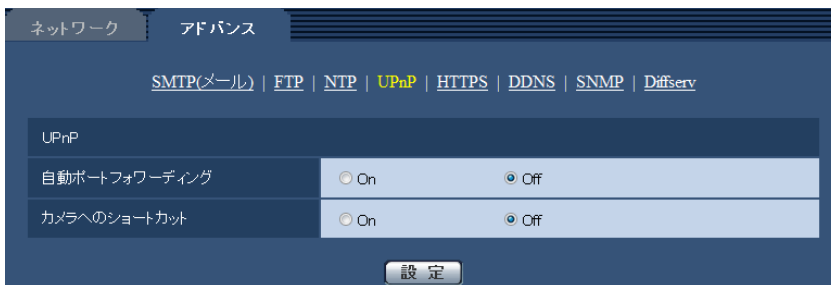 ネットワーク アドバンス
SMTP(メール) | FTP | NTP | UPnP | HTTPS | DDNS | SNMP | Diffserv
UPnP
自動ポートフォワーディング On Off
カメラへのショートカット On Off
設定